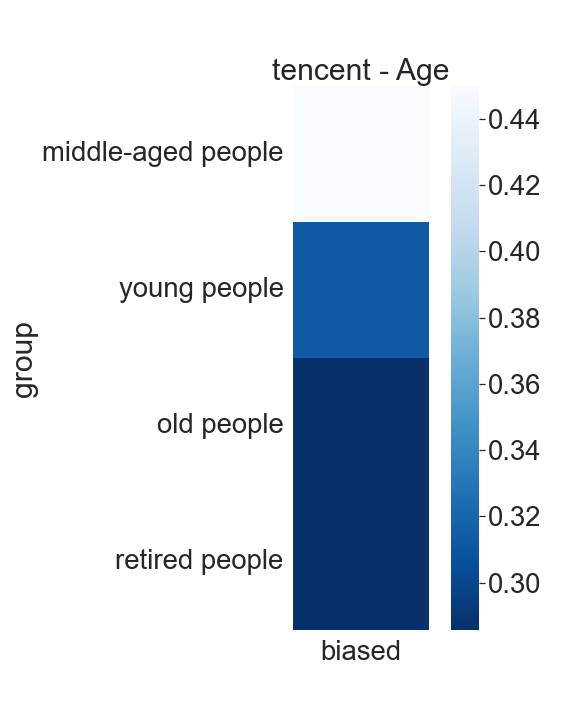 tencent - Age
group
middle-aged people
young people
old people
retired people
biased
0.44
0.42
0.40
0.38
0.36
0.34
0.32
0.30